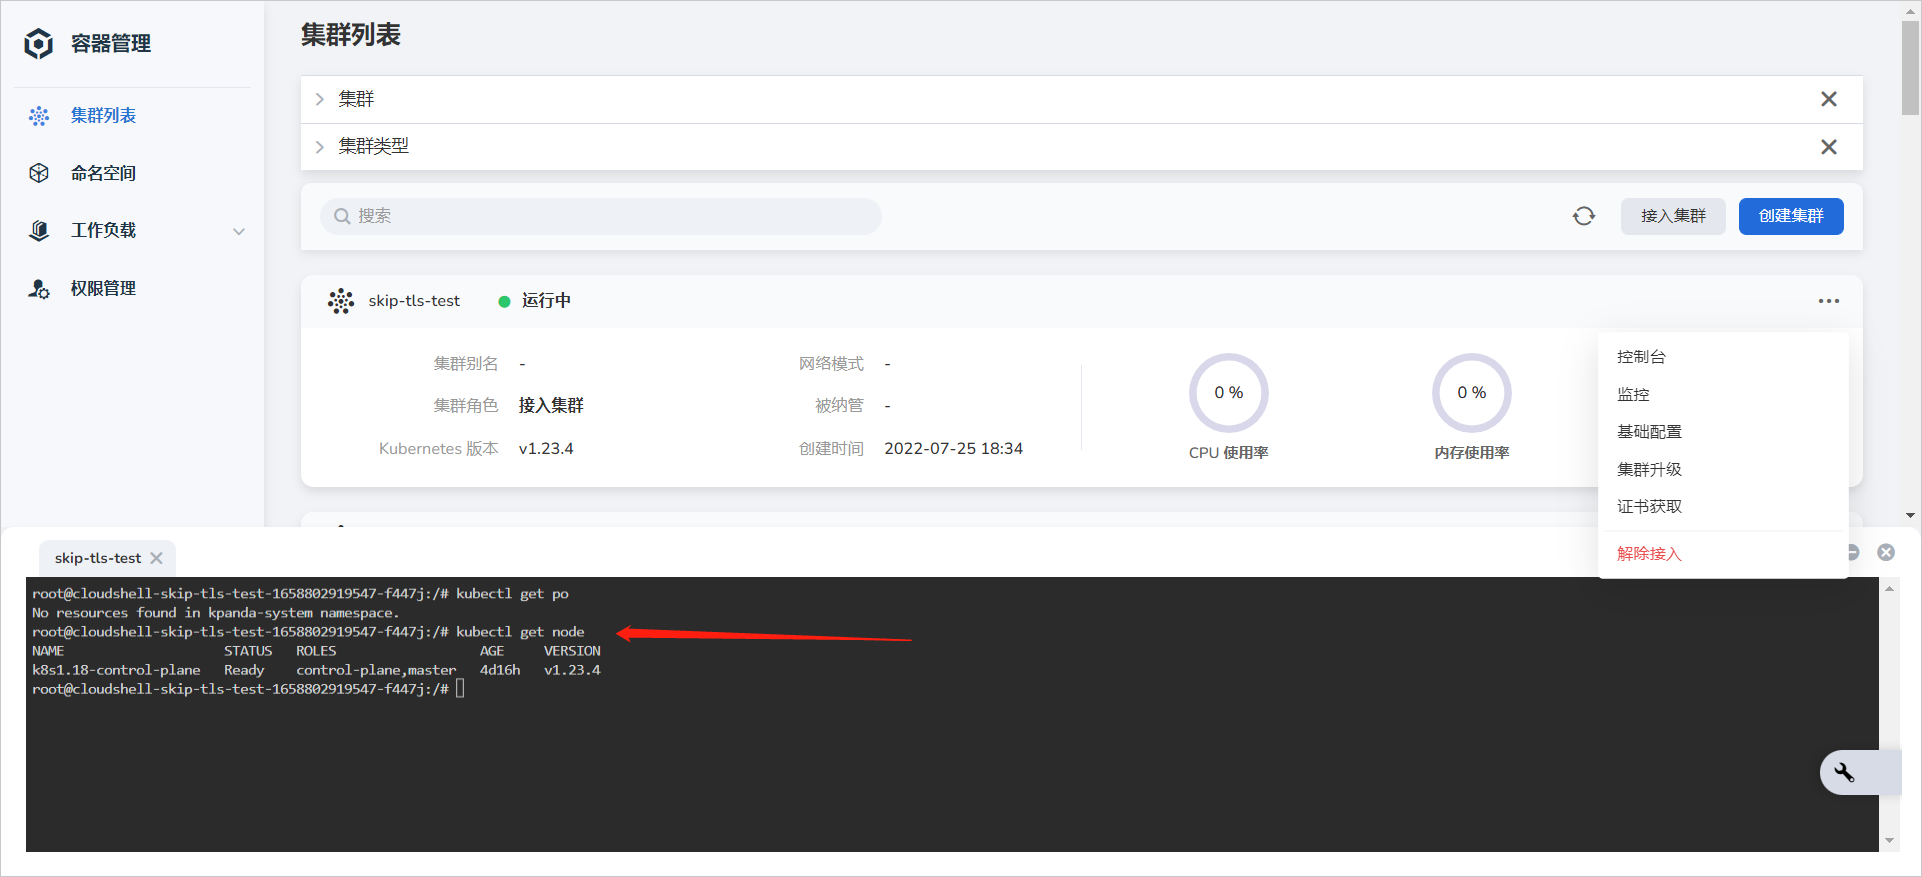 容器管理
集群列表
命名空间
工作负载
权限管理
集群列表
集群
集群类型
搜索
接入集群
创建集群
skip-tls-test
运行中
集群别名 -
网络模式 -
集群角色 接入集群
被纳管 -
Kubernetes 版本 v1.23.4
创建时间 2022-07-25 18:34
0 %
CPU 使用率
0 %
内存使用率
控制台
监控
基础配置
集群升级
证书获取
解除接入
skip-tls-test
root@cloudshell-skip-tls-test-1658802919547-f447j:/# kubectl get po
No resources found in kpanda-system namespace.
root@cloudshell-skip-tls-test-1658802919547-f447j:/# kubectl get node
NAME STATUS ROLES AGE VERSION
k8s1.18-control-plane Ready control-plane,master 4d16h v1.23.4
root@cloudshell-skip-tls-test-1658802919547-f447j:/#